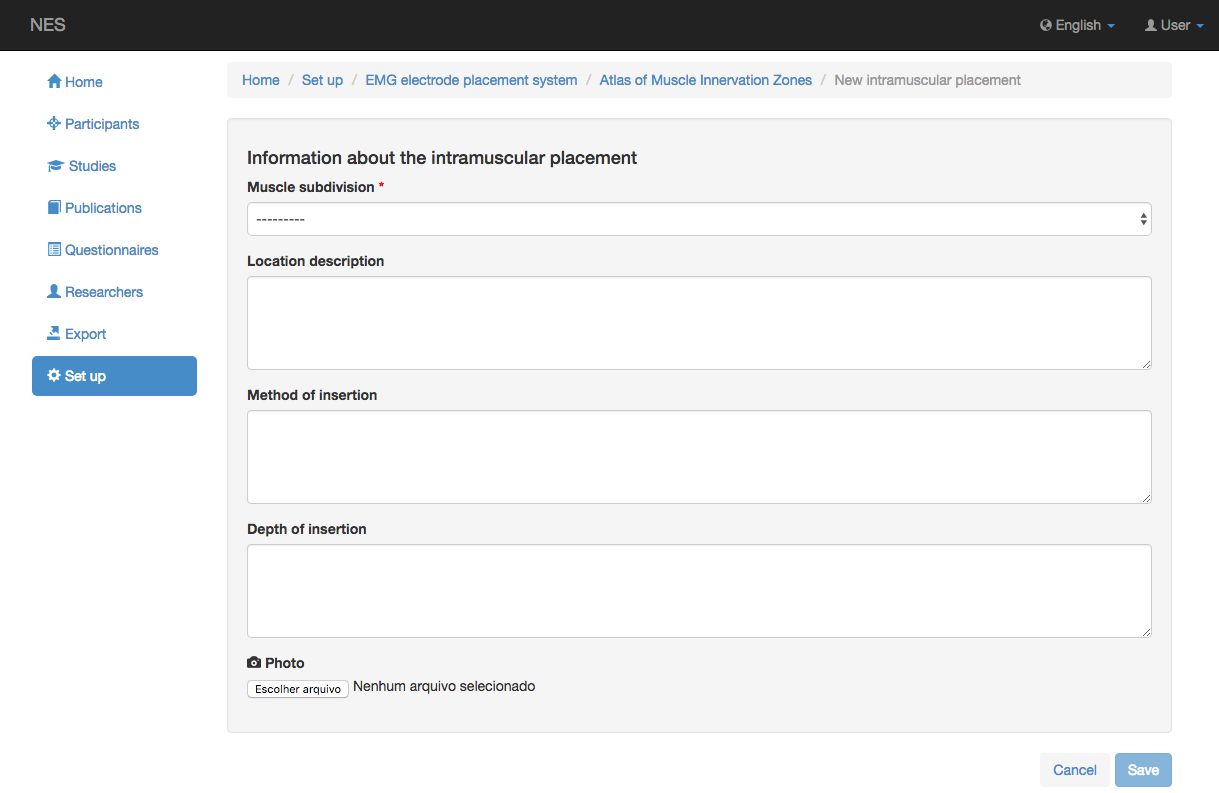 NES English User
Home
Participants
Studies
Publications
Questionnaires
Researchers
Export
Set up
Home / Set up / EMG electrode placement system / Atlas of Muscle Innervation Zones / New intramuscular placement
Information about the intramuscular placement
Muscle subdivision *
---------
Location description
Method of insertion
Depth of insertion
Photo
Escolher arquivo Nenhum arquivo selecionado
Cancel Save